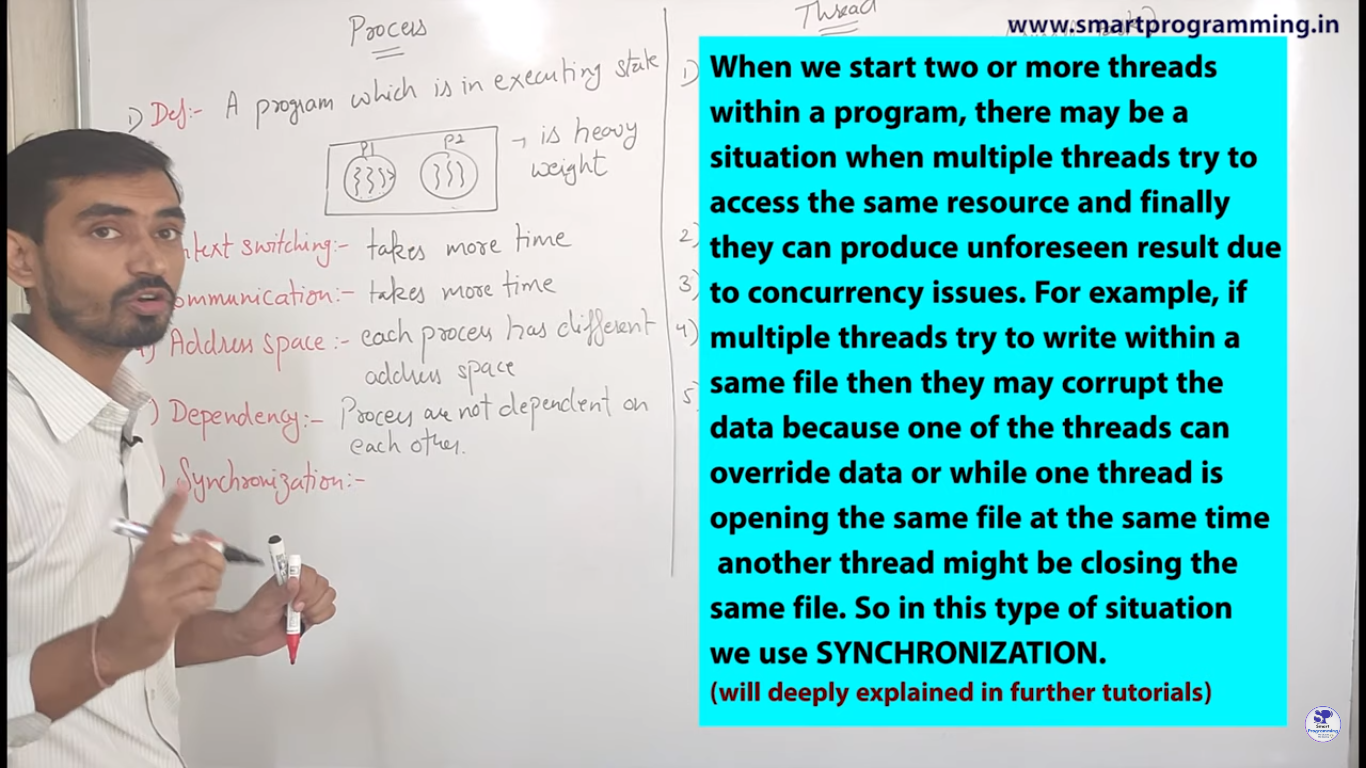 www.smartprogramming.in
Process
Thread
1) Def:- A program which is in executing state
1)
P1
P2
→ is heavy
weight
ntext switching:- takes more time
2)
ommunication:- takes more time
3)
4) Address space:- each process has different
address space
4)
) Dependency:- Process are not dependent on
each other.
5)
) Synchronization:-
When we start two or more threads
within a program, there may be a
situation when multiple threads try to
access the same resource and finally
they can produce unforeseen result due
to concurrency issues. For example, if
multiple threads try to write within a
same file then they may corrupt the
data because one of the threads can
override data or while one thread is
opening the same file at the same time
another thread might be closing the
same file. So in this type of situation
we use SYNCHRONIZATION.
(will deeply explained in further tutorials)
Smart
Programming